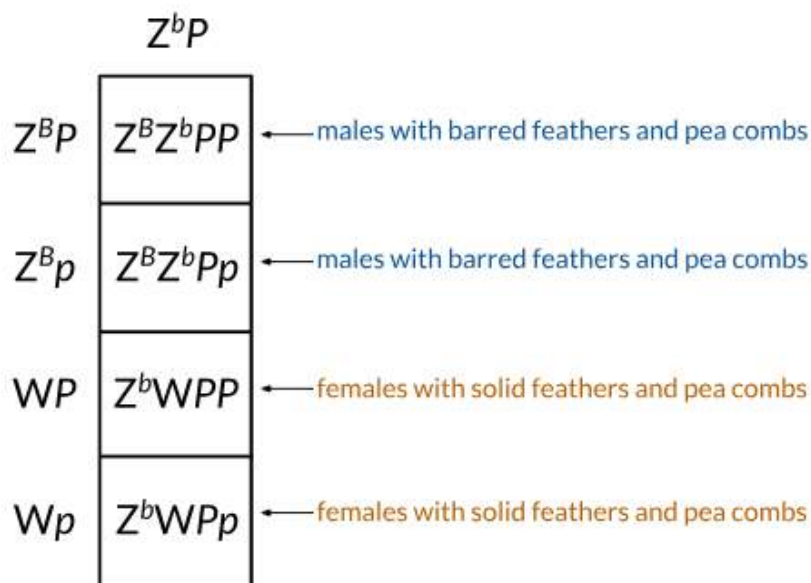 Z^bP
Z^BP Z^BZ^bPP males with barred feathers and pea combs
Z^Bp Z^BZ^bPp males with barred feathers and pea combs
WP Z^bWPP females with solid feathers and pea combs
Wp Z^bWPp females with solid feathers and pea combs